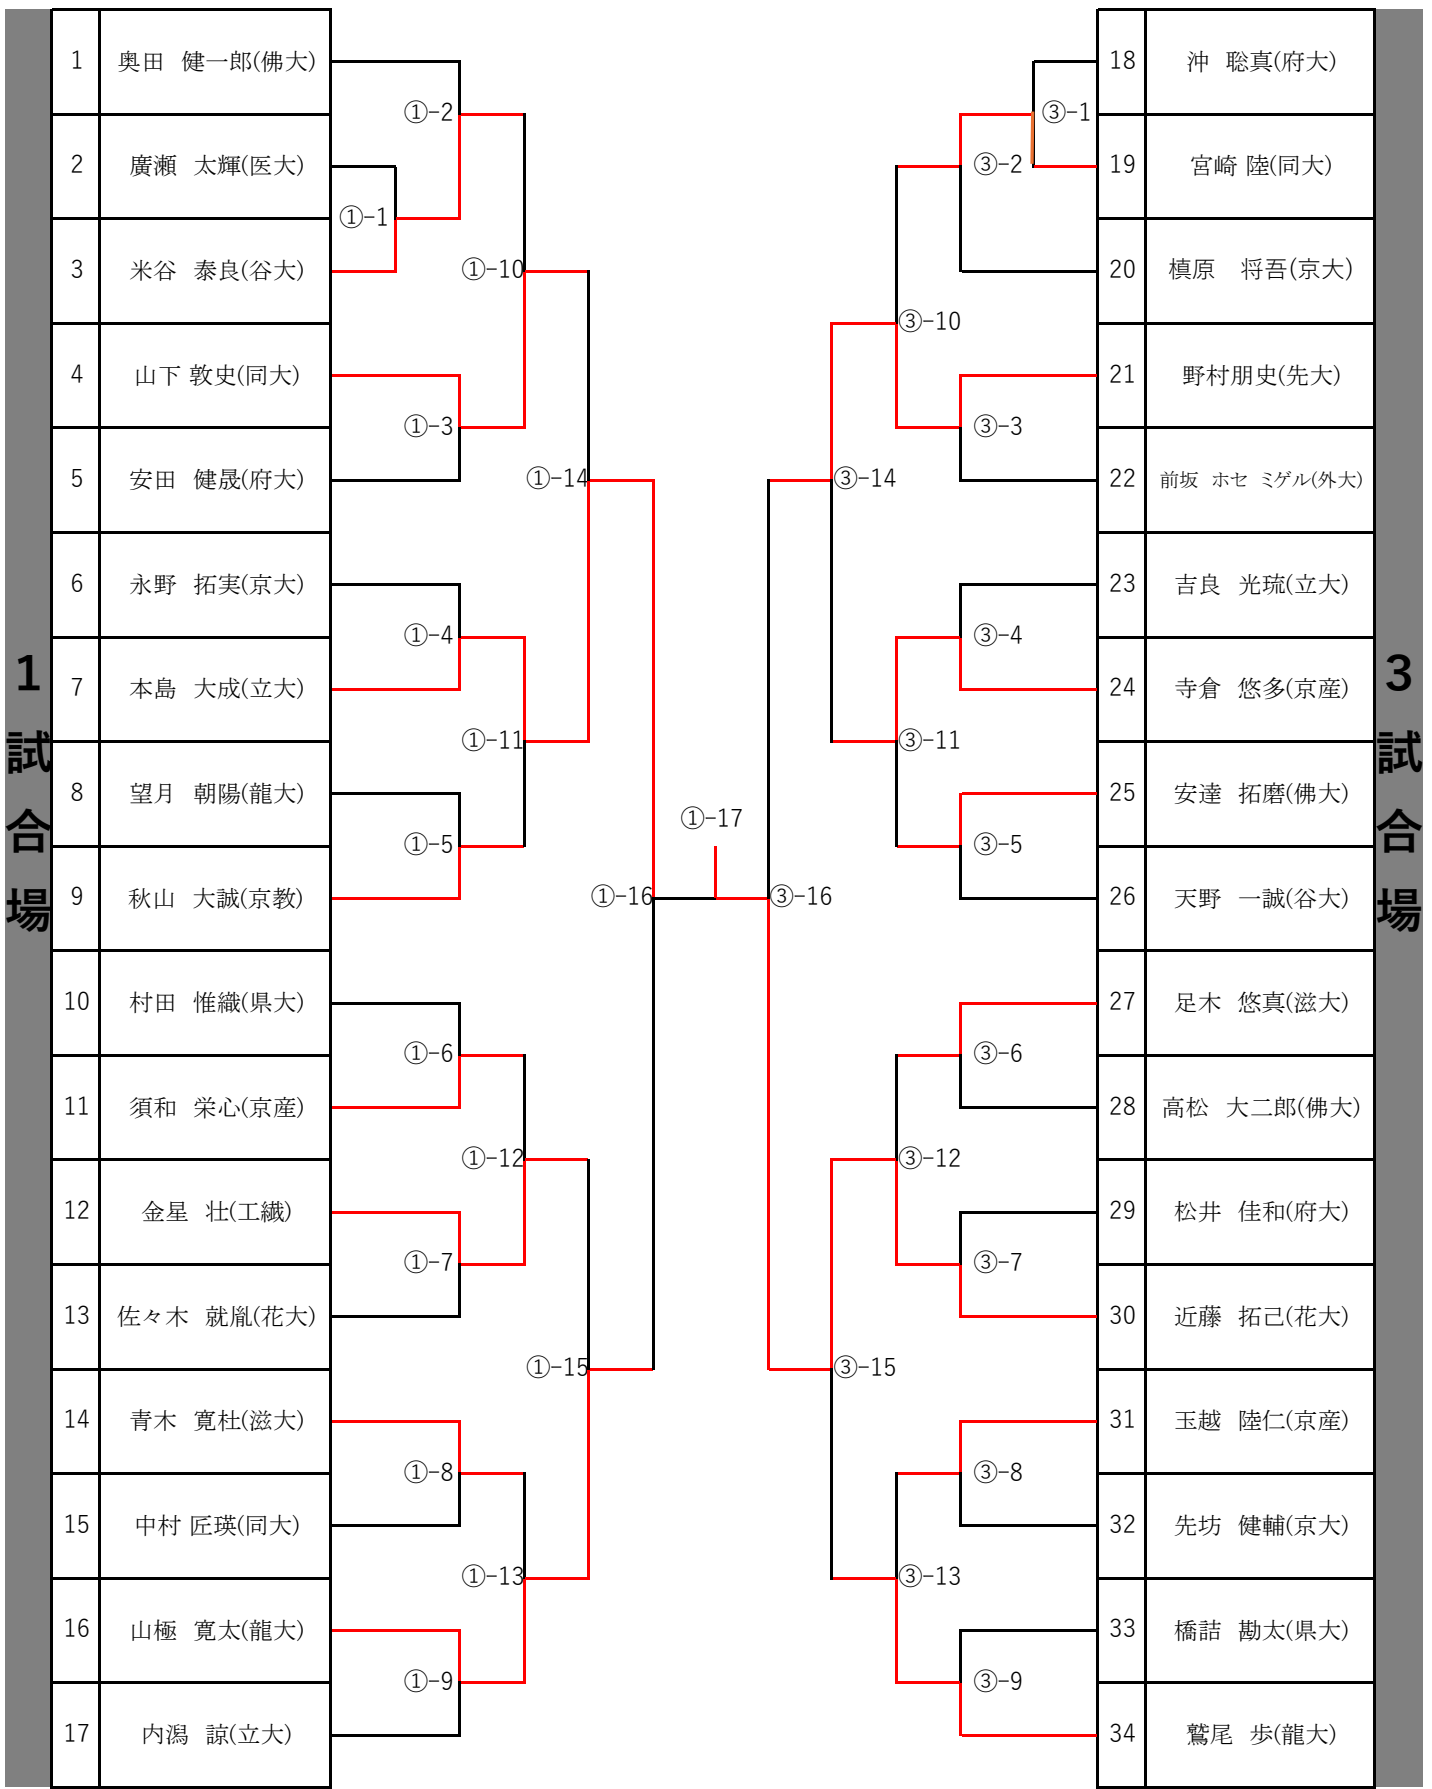 1試合場
1 奥田 健一郎(佛大)
2 廣瀬 太輝(医大)
3 米谷 泰良(谷大)
4 山下 敦史(同大)
5 安田 健晟(府大)
6 永野 拓実(京大)
7 本島 大成(立大)
8 望月 朝陽(龍大)
9 秋山 大誠(京教)
10 村田 惟織(県大)
11 須和 栄心(京産)
12 金星 壮(工繊)
13 佐々木 就胤(花大)
14 青木 寛杜(滋大)
15 中村 匠瑛(同大)
16 山極 寛太(龍大)
17 内潟 諒(立大)
①-1
①-2
①-3
①-4
①-5
①-6
①-7
①-8
①-9
①-10
①-11
①-12
①-13
①-14
①-15
①-16
①-17
③-16
③-14
③-15
③-10
③-11
③-12
③-13
③-1
③-2
③-3
③-4
③-5
③-6
③-7
③-8
③-9
18 沖 聡真(府大)
19 宮崎 陸(同大)
20 槙原 将吾(京大)
21 野村朋史(先大)
22 前坂 ホセ ミゲル(外大)
23 吉良 光琉(立大)
24 寺倉 悠多(京産)
25 安達 拓磨(佛大)
26 天野 一誠(谷大)
27 足木 悠真(滋大)
28 高松 大二郎(佛大)
29 松井 佳和(府大)
30 近藤 拓己(花大)
31 玉越 陸仁(京産)
32 先坊 健輔(京大)
33 橋詰 勘太(県大)
34 鷲尾 歩(龍大)
3試合場